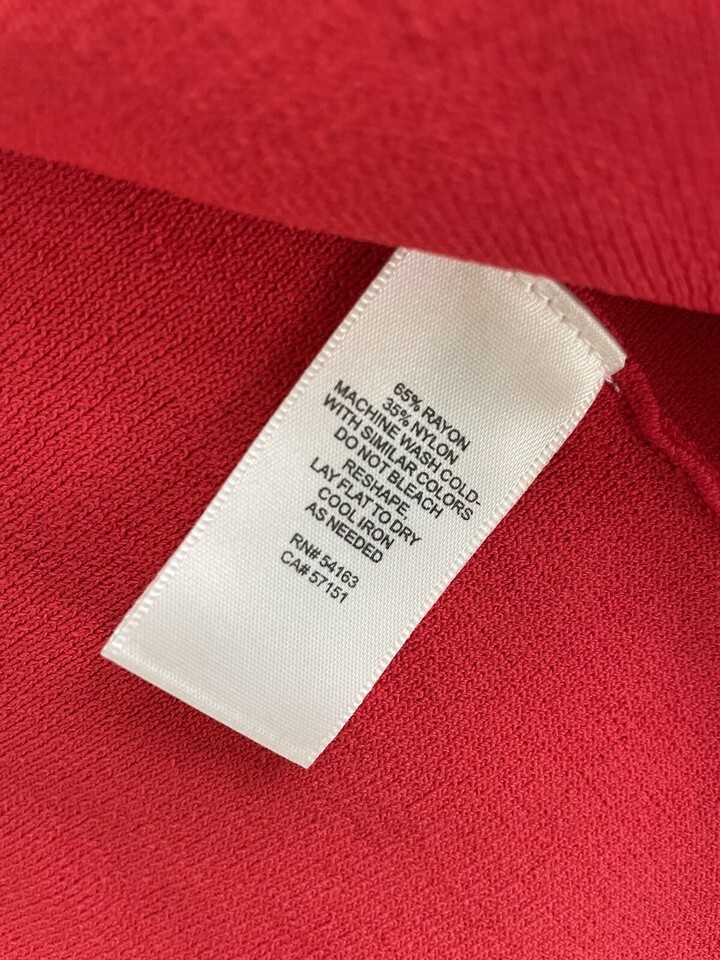 65% RAYON
35% NYLON
MACHINE WASH COLD-
WITH SIMILAR COLORS
DO NOT BLEACH
RESHAPE,
LAY FLAT TO DRY
COOL IRON
AS NEEDED
RN# 54163
CA# 57151